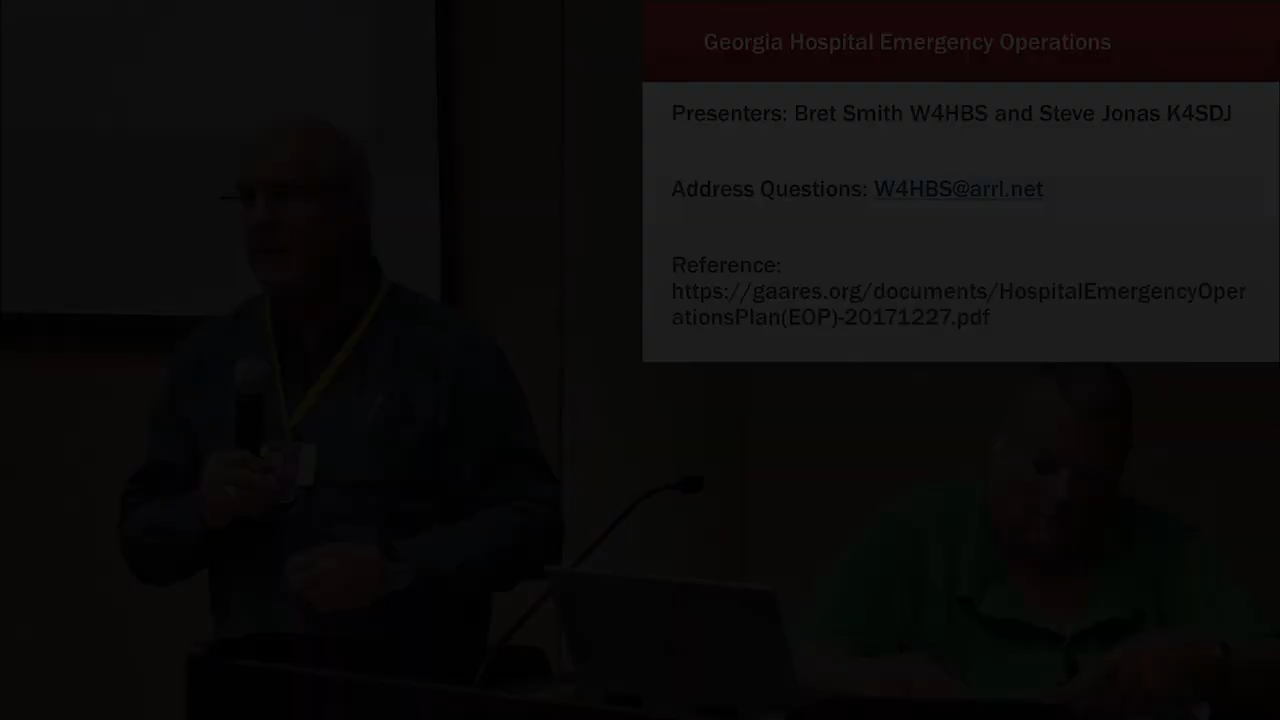 Georgia Hospital Emergency Operations
Presenters: Bret Smith W4HBS and Steve Jonas K4SDJ
Address Questions: W4HBS@arrl.net
Reference:
https://gaares.org/documents/HospitalEmergencyOper
ationsPlan(EOP)-20171227.pdf